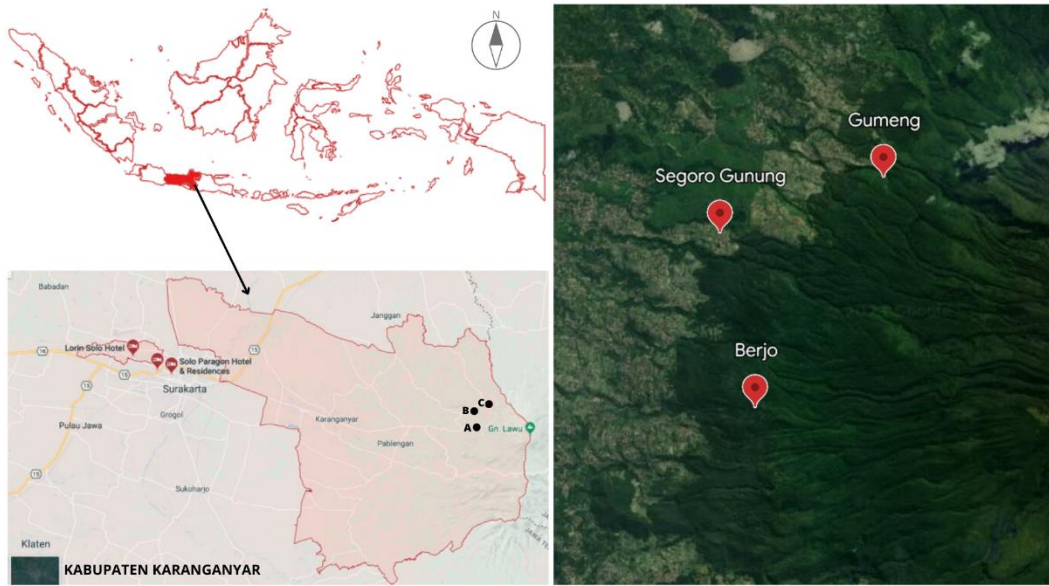 N
Babadan
Janggan
Lorin Solo Hotel
Solo Paragon Hotel
& Residences
16
15
15
15
15
Surakarta
Grogol
Pulau Jawa
Karanganyar
Pablengan
C
B
A
Gn. Lawu
Sukoharjo
Klaten
KABUPATEN KARANGANYAR
Gumeng
Segoro Gunung
Berjo